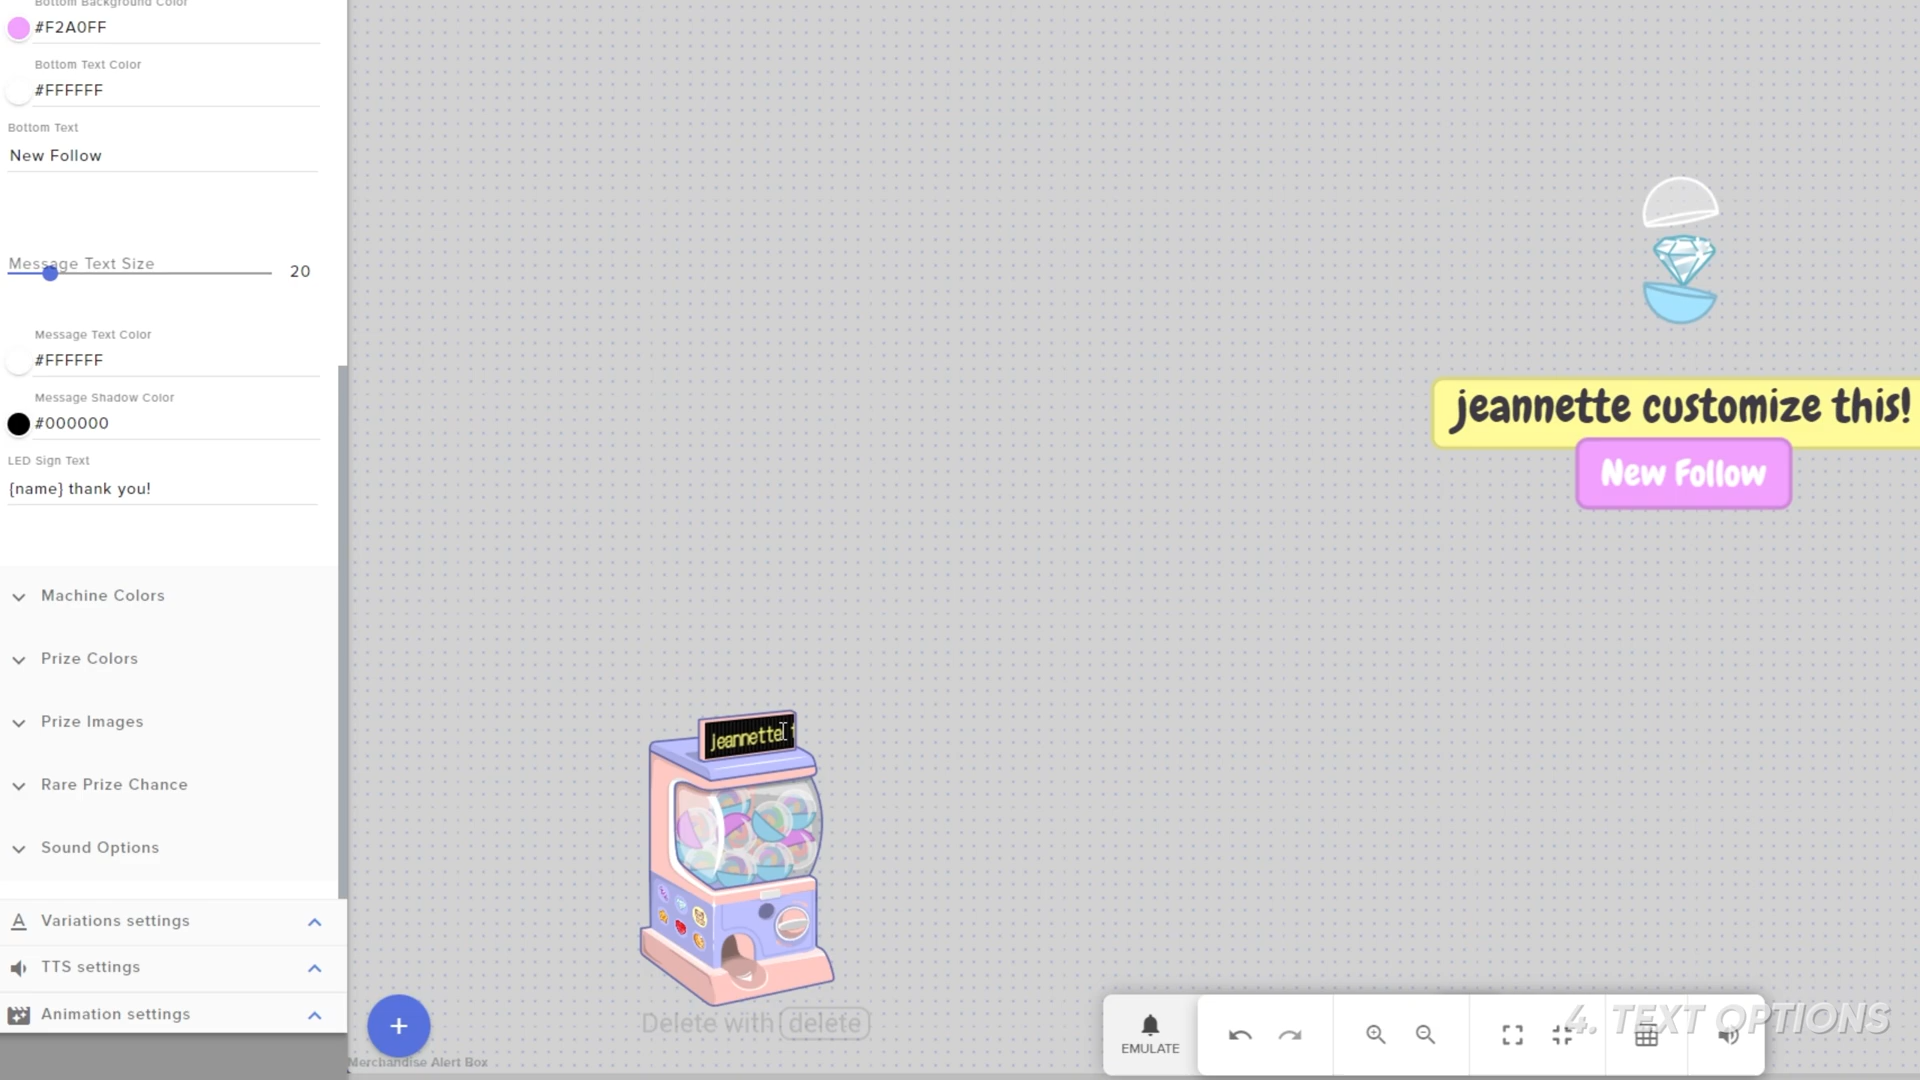 Bottom Background Color
#F2A0FF
Bottom Text Color
#FFFFFF
Bottom Text
New Follow
Message Text Size
20
Message Text Color
#FFFFFF
Message Shadow Color
#000000
LED Sign Text
{name} thank you!
Machine Colors
Prize Colors
Prize Images
Rare Prize Chance
Sound Options
Variations settings
TTS settings
Animation settings
jeannette customize this!
New Follow
jeannette
Delete with delete
Merchandise Alert Box
EMULATE
4. TEXT OPTIONS